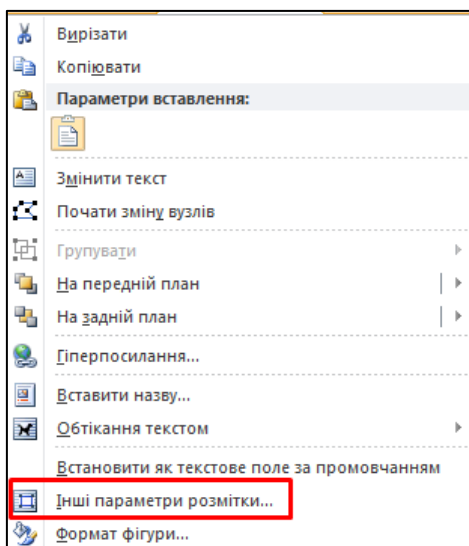 Вирізати
Копіювати
Параметри вставлення:
Змінити текст
Почати зміну вузлів
Групувати
На передній план
На задній план
Гіперпосилання...
Вставити назву...
Обтікання текстом
Встановити як текстове поле за промовчанням
Інші параметри розмітки...
Формат фігури...